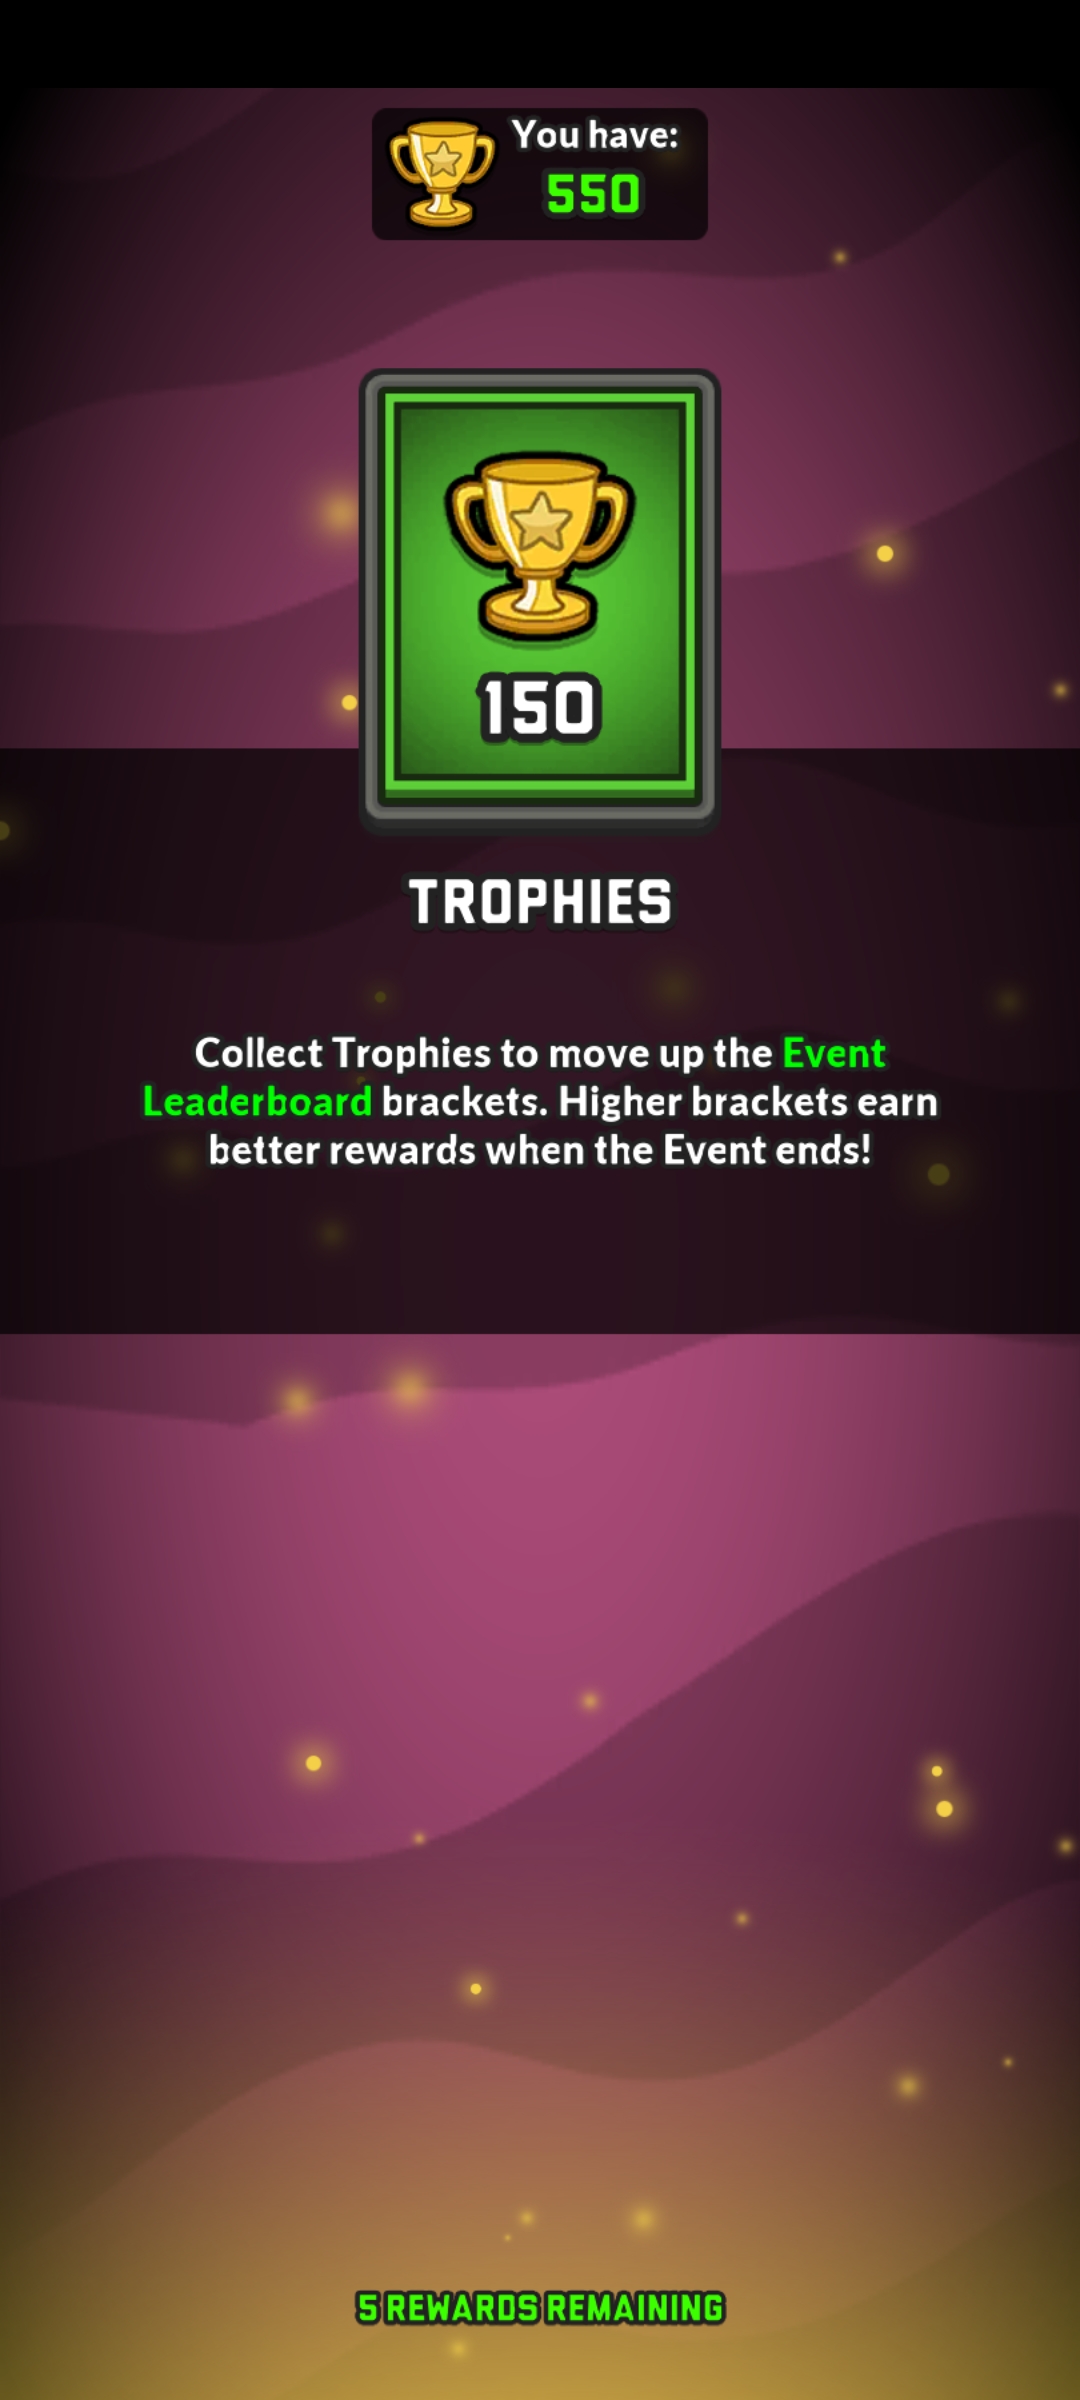 You have:
550
150
TROPHIES
Collect Trophies to move up the Event
Leaderboard brackets. Higher brackets earn
better rewards when the Event ends!
5 REWARDS REMAINING